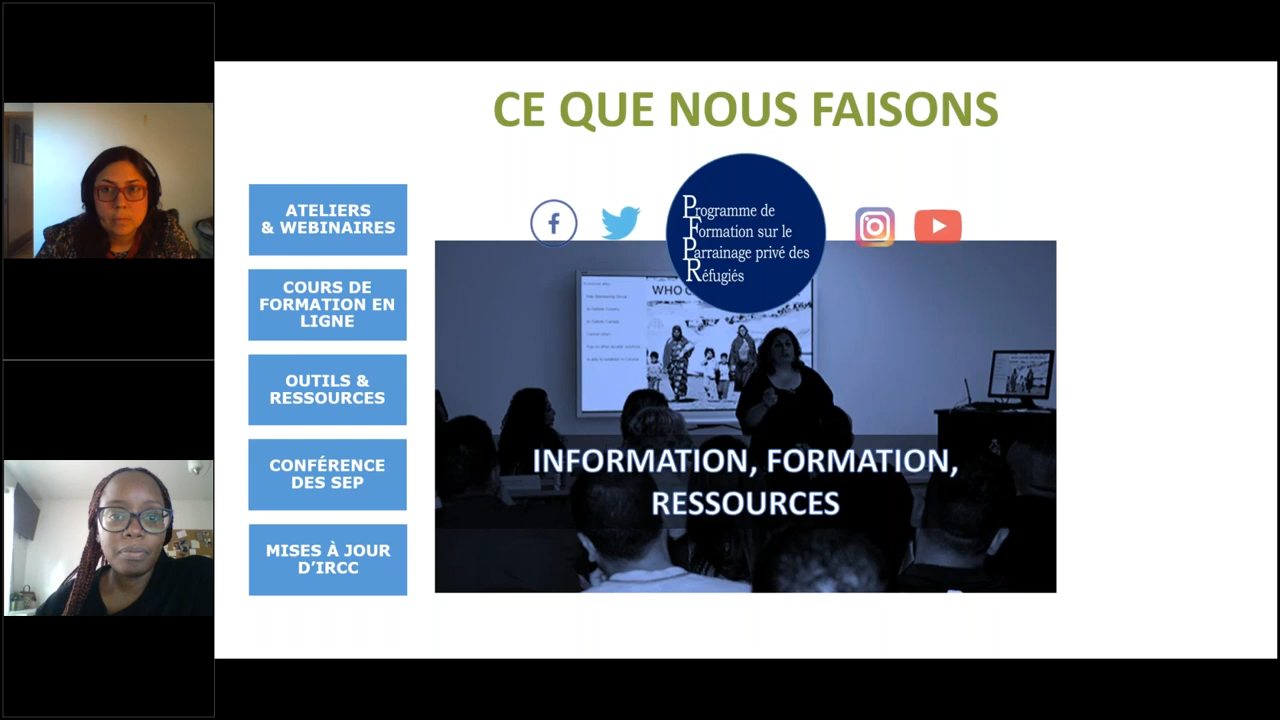 CE QUE NOUS FAISONS
ATELIERS
& WEBINAIRES
COURS DE
FORMATION EN
LIGNE
OUTILS &
RESSOURCES
CONFÉRENCE
DES SEP
MISES À JOUR
D'IRCC
Programme de
Formation sur le
Parrainage privé des
Réfugiés
WHO
INFORMATION, FORMATION,
RESSOURCES